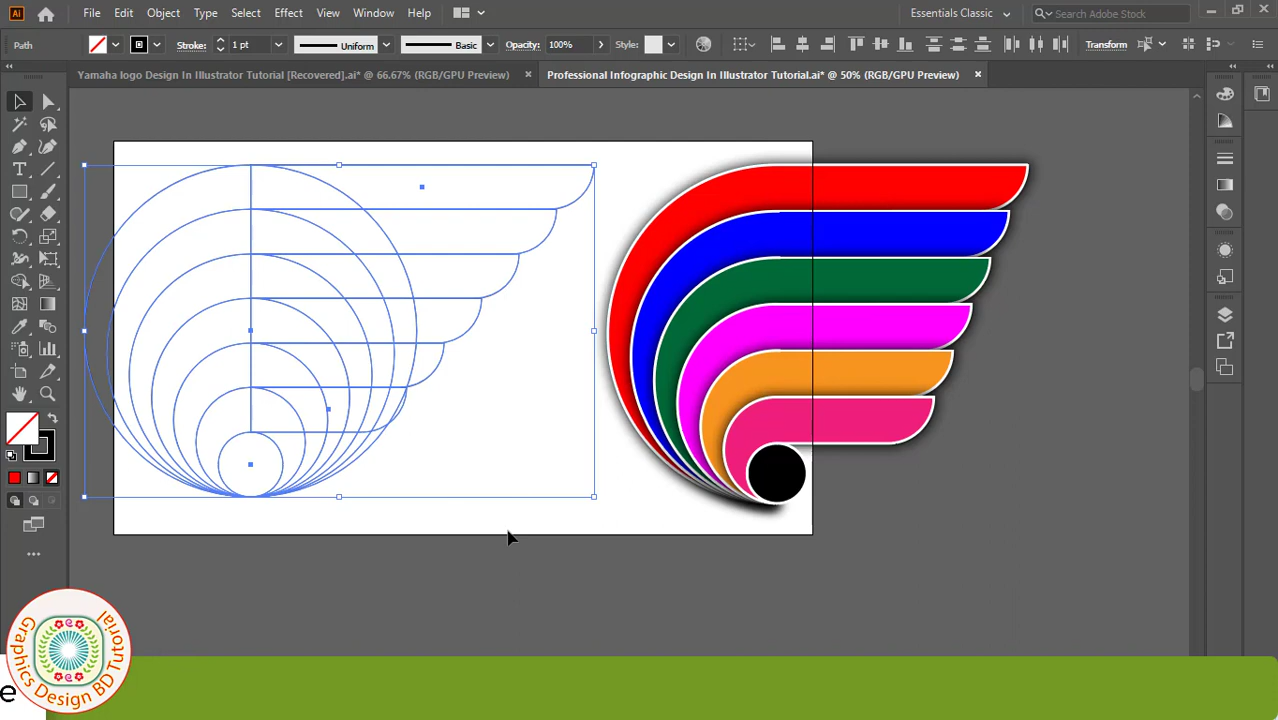 Ai File Edit Object Type Select Effect View Window Help Essentials Classic Search Adobe Stock
Path Stroke: 1 pt Uniform Basic Opacity: 100% Style: Transform
Yamaha logo Design In Illustrator Tutorial [Recovered].ai* @ 66.67% (RGB/GPU Preview) × Professional Infographic Design In Illustrator Tutorial.ai* @ 50% (RGB/GPU Preview) ×
Graphics Design BD Tutorial
e